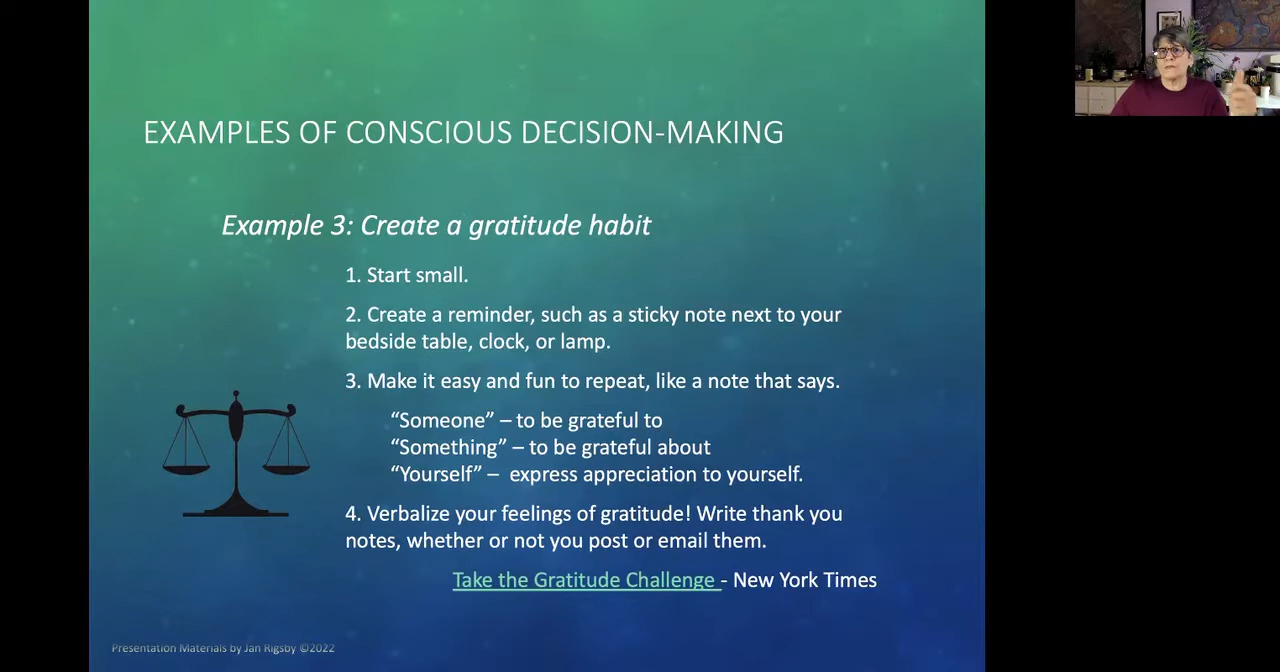 EXAMPLES OF CONSCIOUS DECISION-MAKING
Example 3: Create a gratitude habit
1. Start small.
2. Create a reminder, such as a sticky note next to your
bedside table, clock, or lamp.
3. Make it easy and fun to repeat, like a note that says.
“Someone” – to be grateful to
“Something” – to be grateful about
“Yourself” – express appreciation to yourself.
4. Verbalize your feelings of gratitude! Write thank you
notes, whether or not you post or email them.
Take the Gratitude Challenge - New York Times
Presentation Materials by Jan Rigsby ©2022